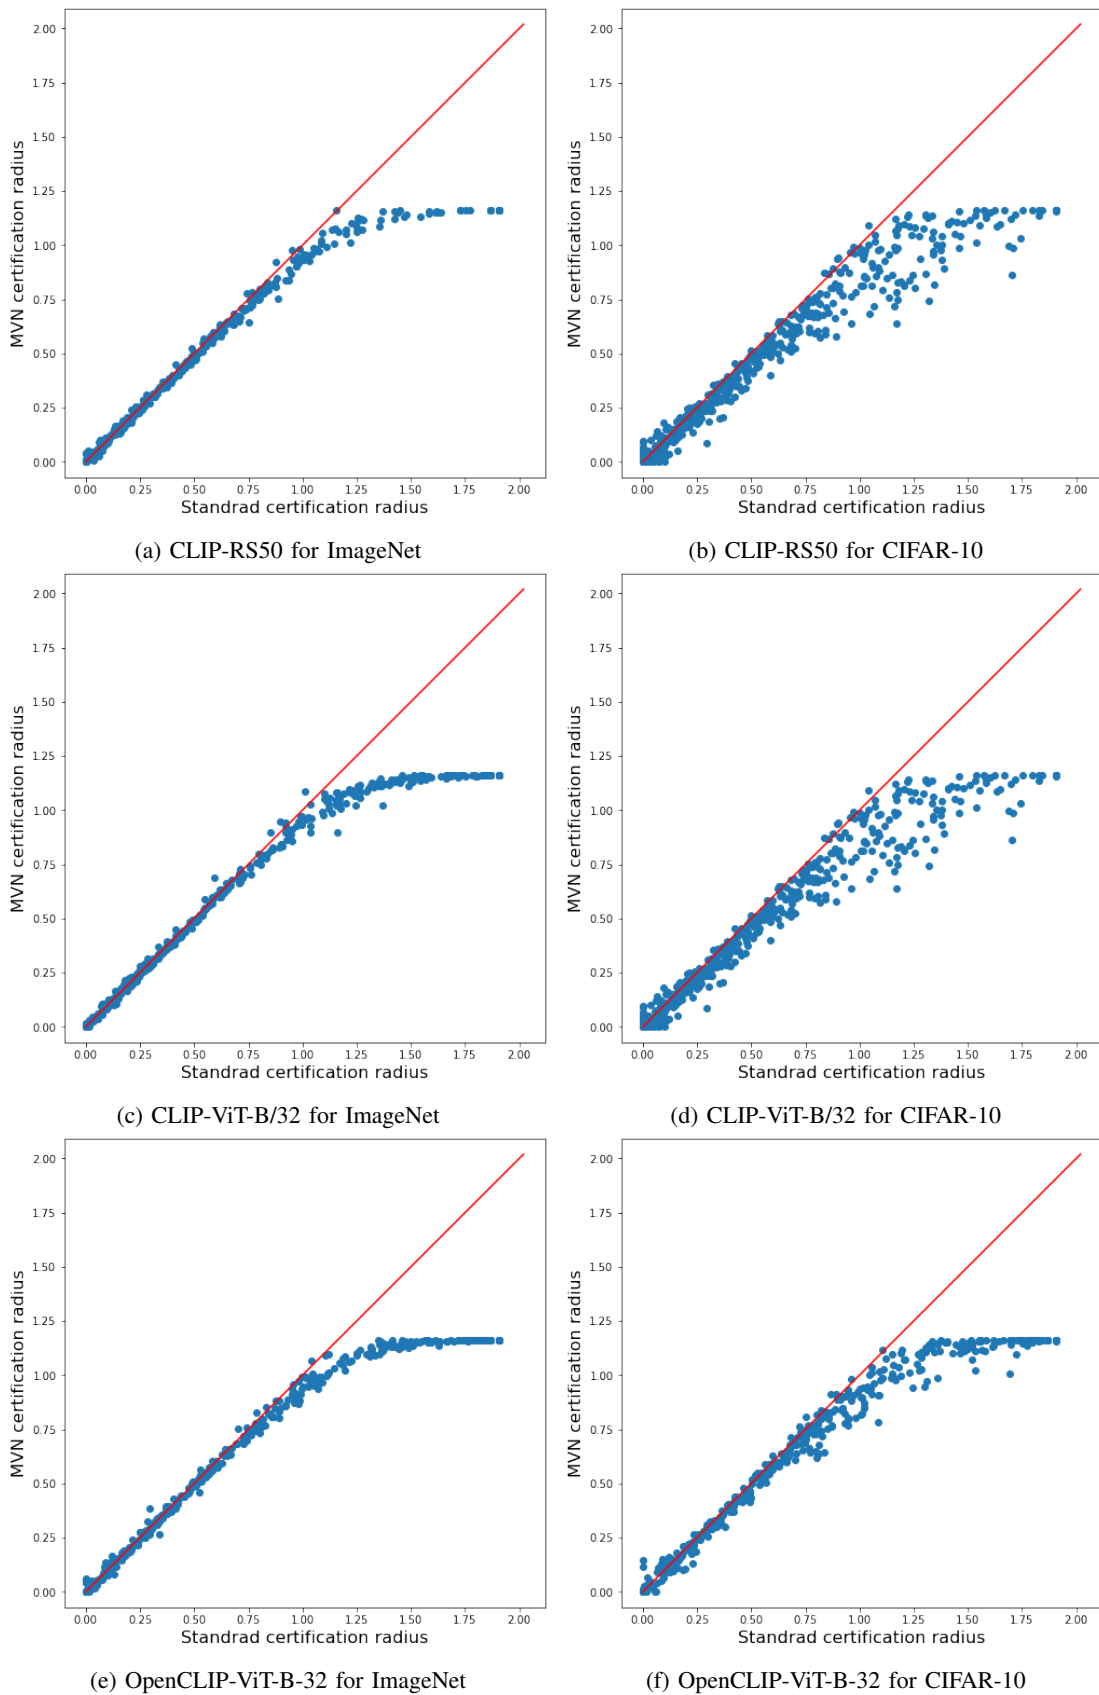 2.00
1.75
1.50
1.25
1.00
0.75
0.50
0.25
0.00
MVN certification radius
0.00 0.25 0.50 0.75 1.00 1.25 1.50 1.75 2.00
Standrad certification radius
(a) CLIP-RS50 for ImageNet
2.00
1.75
1.50
1.25
1.00
0.75
0.50
0.25
0.00
MVN certification radius
0.00 0.25 0.50 0.75 1.00 1.25 1.50 1.75 2.00
Standrad certification radius
(b) CLIP-RS50 for CIFAR-10
2.00
1.75
1.50
1.25
1.00
0.75
0.50
0.25
0.00
MVN certification radius
0.00 0.25 0.50 0.75 1.00 1.25 1.50 1.75 2.00
Standrad certification radius
(c) CLIP-ViT-B/32 for ImageNet
2.00
1.75
1.50
1.25
1.00
0.75
0.50
0.25
0.00
MVN certification radius
0.00 0.25 0.50 0.75 1.00 1.25 1.50 1.75 2.00
Standrad certification radius
(d) CLIP-ViT-B/32 for CIFAR-10
2.00
1.75
1.50
1.25
1.00
0.75
0.50
0.25
0.00
MVN certification radius
0.00 0.25 0.50 0.75 1.00 1.25 1.50 1.75 2.00
Standrad certification radius
(e) OpenCLIP-ViT-B-32 for ImageNet
2.00
1.75
1.50
1.25
1.00
0.75
0.50
0.25
0.00
MVN certification radius
0.00 0.25 0.50 0.75 1.00 1.25 1.50 1.75 2.00
Standrad certification radius
(f) OpenCLIP-ViT-B-32 for CIFAR-10